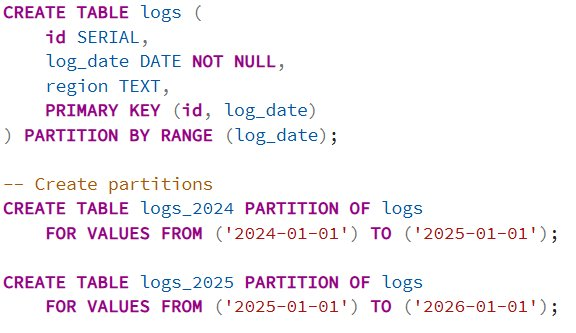 CREATE TABLE logs (
    id SERIAL,
    log_date DATE NOT NULL,
    region TEXT,
    PRIMARY KEY (id, log_date)
) PARTITION BY RANGE (log_date);

-- Create partitions
CREATE TABLE logs_2024 PARTITION OF logs
    FOR VALUES FROM ('2024-01-01') TO ('2025-01-01');

CREATE TABLE logs_2025 PARTITION OF logs
    FOR VALUES FROM ('2025-01-01') TO ('2026-01-01');